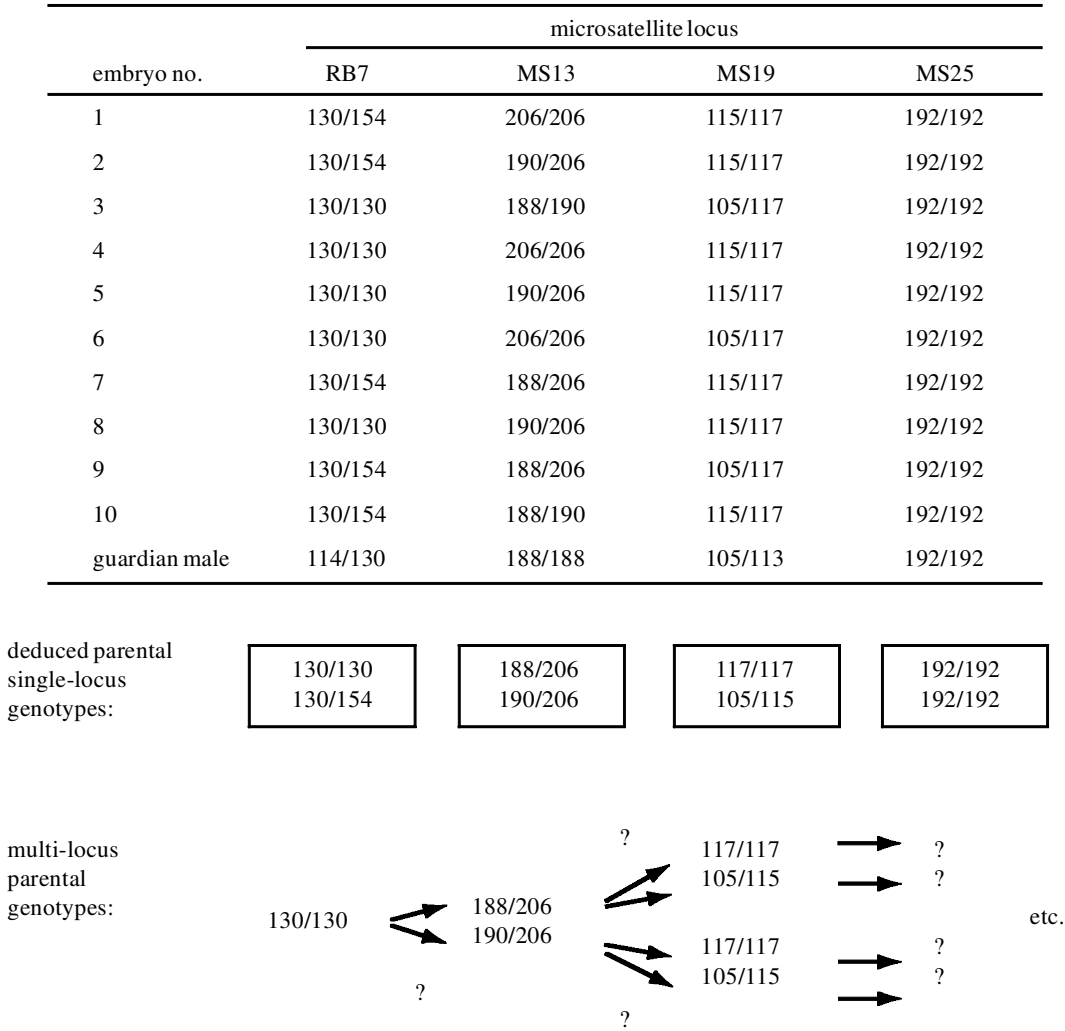 microsatellite locus
embryo no. RB7 MS13 MS19 MS25
1 130/154 206/206 115/117 192/192
2 130/154 190/206 115/117 192/192
3 130/130 188/190 105/117 192/192
4 130/130 206/206 115/117 192/192
5 130/130 190/206 115/117 192/192
6 130/130 206/206 105/117 192/192
7 130/154 188/206 115/117 192/192
8 130/130 190/206 115/117 192/192
9 130/154 188/206 105/117 192/192
10 130/154 188/190 115/117 192/192
guardian male 114/130 188/188 105/113 192/192
deduced parental
single-locus
genotypes:
130/130 188/206 117/117 192/192
130/154 190/206 105/115 192/192
multi-locus
parental
genotypes:
130/130
188/206
190/206
?
?
?
117/117 ?
105/115 ?
117/117 ?
105/115 ?
etc.